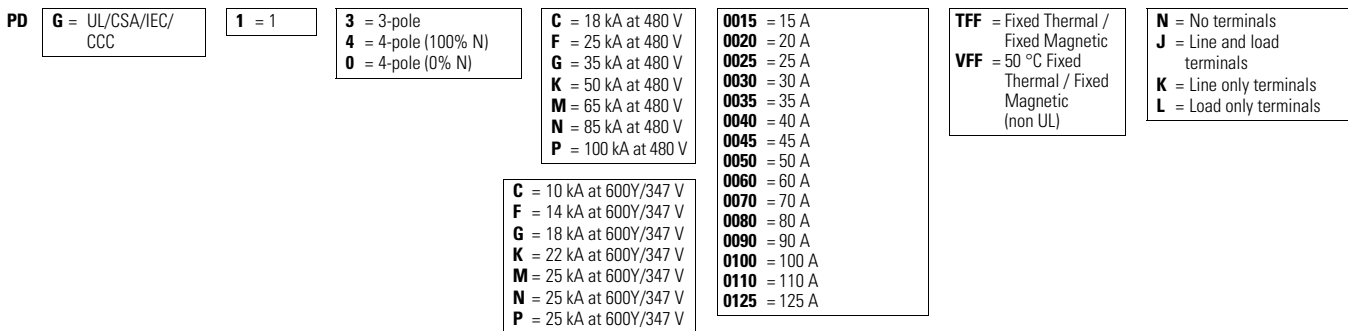 PD
G = UL/CSA/IEC/
CCC
1 = 1
3 = 3-pole
4 = 4-pole (100% N)
0 = 4-pole (0% N)
C = 18 kA at 480 V
F = 25 kA at 480 V
G = 35 kA at 480 V
K = 50 kA at 480 V
M = 65 kA at 480 V
N = 85 kA at 480 V
P = 100 kA at 480 V
C = 10 kA at 600Y/347 V
F = 14 kA at 600Y/347 V
G = 18 kA at 600Y/347 V
K = 22 kA at 600Y/347 V
M = 25 kA at 600Y/347 V
N = 25 kA at 600Y/347 V
P = 25 kA at 600Y/347 V
0015 = 15 A
0020 = 20 A
0025 = 25 A
0030 = 30 A
0035 = 35 A
0040 = 40 A
0045 = 45 A
0050 = 50 A
0060 = 60 A
0070 = 70 A
0080 = 80 A
0090 = 90 A
0100 = 100 A
0110 = 110 A
0125 = 125 A
TFF = Fixed Thermal /
Fixed Magnetic
VFF = 50 °C Fixed
Thermal / Fixed
Magnetic
(non UL)
N = No terminals
J = Line and load
terminals
K = Line only terminals
L = Load only terminals